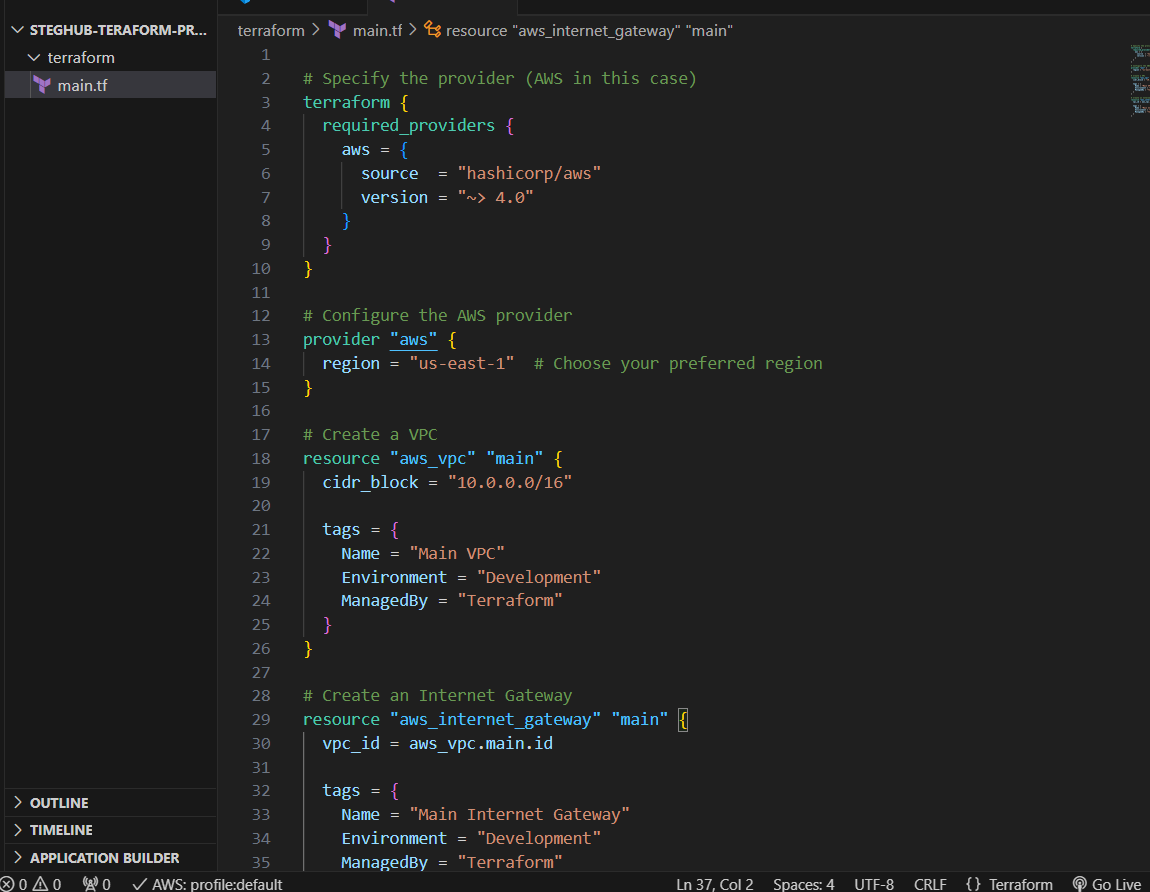 STEGHUB-TERAFORM-PR...
terraform
main.tf
terraform > main.tf > resource "aws_internet_gateway" "main"
1
2 # Specify the provider (AWS in this case)
3 terraform {
4   required_providers {
5     aws = {
6       source  = "hashicorp/aws"
7       version = "~> 4.0"
8     }
9   }
10 }
11
12 # Configure the AWS provider
13 provider "aws" {
14   region = "us-east-1"  # Choose your preferred region
15 }
16
17 # Create a VPC
18 resource "aws_vpc" "main" {
19   cidr_block = "10.0.0.0/16"
20
21   tags = {
22     Name = "Main VPC"
23     Environment = "Development"
24     ManagedBy = "Terraform"
25   }
26 }
27
28 # Create an Internet Gateway
29 resource "aws_internet_gateway" "main" {
30   vpc_id = aws_vpc.main.id
31
32   tags = {
33     Name = "Main Internet Gateway"
34     Environment = "Development"
35     ManagedBy = "Terraform"
OUTLINE
TIMELINE
APPLICATION BUILDER
0 0 0 AWS: profile:default Ln 37, Col 2 Spaces: 4 UTF-8 CRLF {} Terraform Go Live